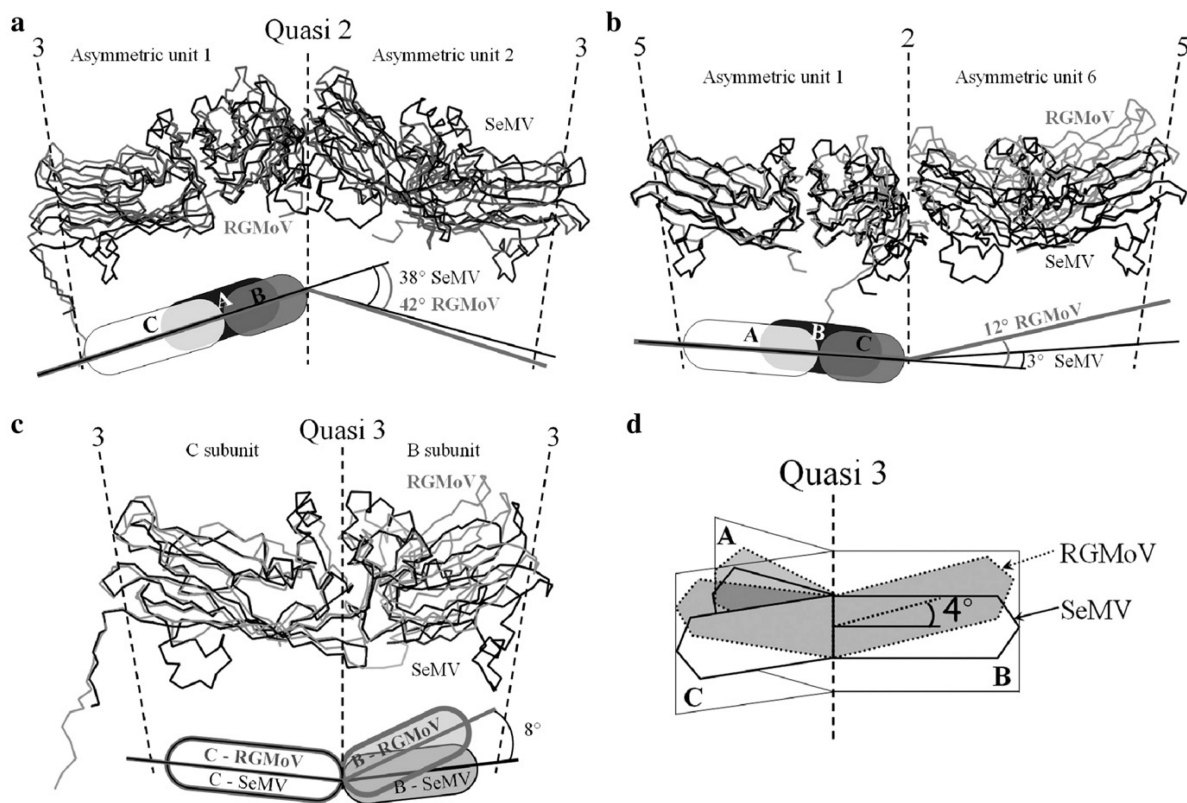 a
Quasi 2
3
3
Asymmetric unit 1
Asymmetric unit 2
SeMV
RGMoV
38° SeMV
42° RGMoV
C
A
B
b
5
2
5
Asymmetric unit 1
Asymmetric unit 6
RGMoV
SeMV
12° RGMoV
3° SeMV
A
B
C
c
Quasi 3
3
3
C subunit
B subunit
RGMoV
SeMV
8°
C - RGMoV
C - SeMV
B - RGMoV
B - SeMV
d
Quasi 3
A
RGMoV
4°
SeMV
B
C